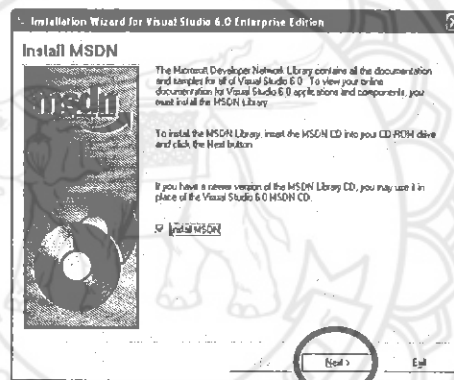 Installation Wizard for Visual Studio 6.0 Enterprise Edition
Install MSDN
msdn
The Microsoft Developer Network Library contains all the documentation
and samples for all of Visual Studio 6.0. To view your online
documentation for Visual Studio 6.0 applications and components, you
must install the MSDN Library.
To install the MSDN Library, insert the MSDN CD into your CD-ROM drive
and click the Next button.
If you have a newer version of the MSDN Library CD, you may use it in
place of the Visual Studio 6.0 MSDN CD.
Install MSDN
Next >
Exit